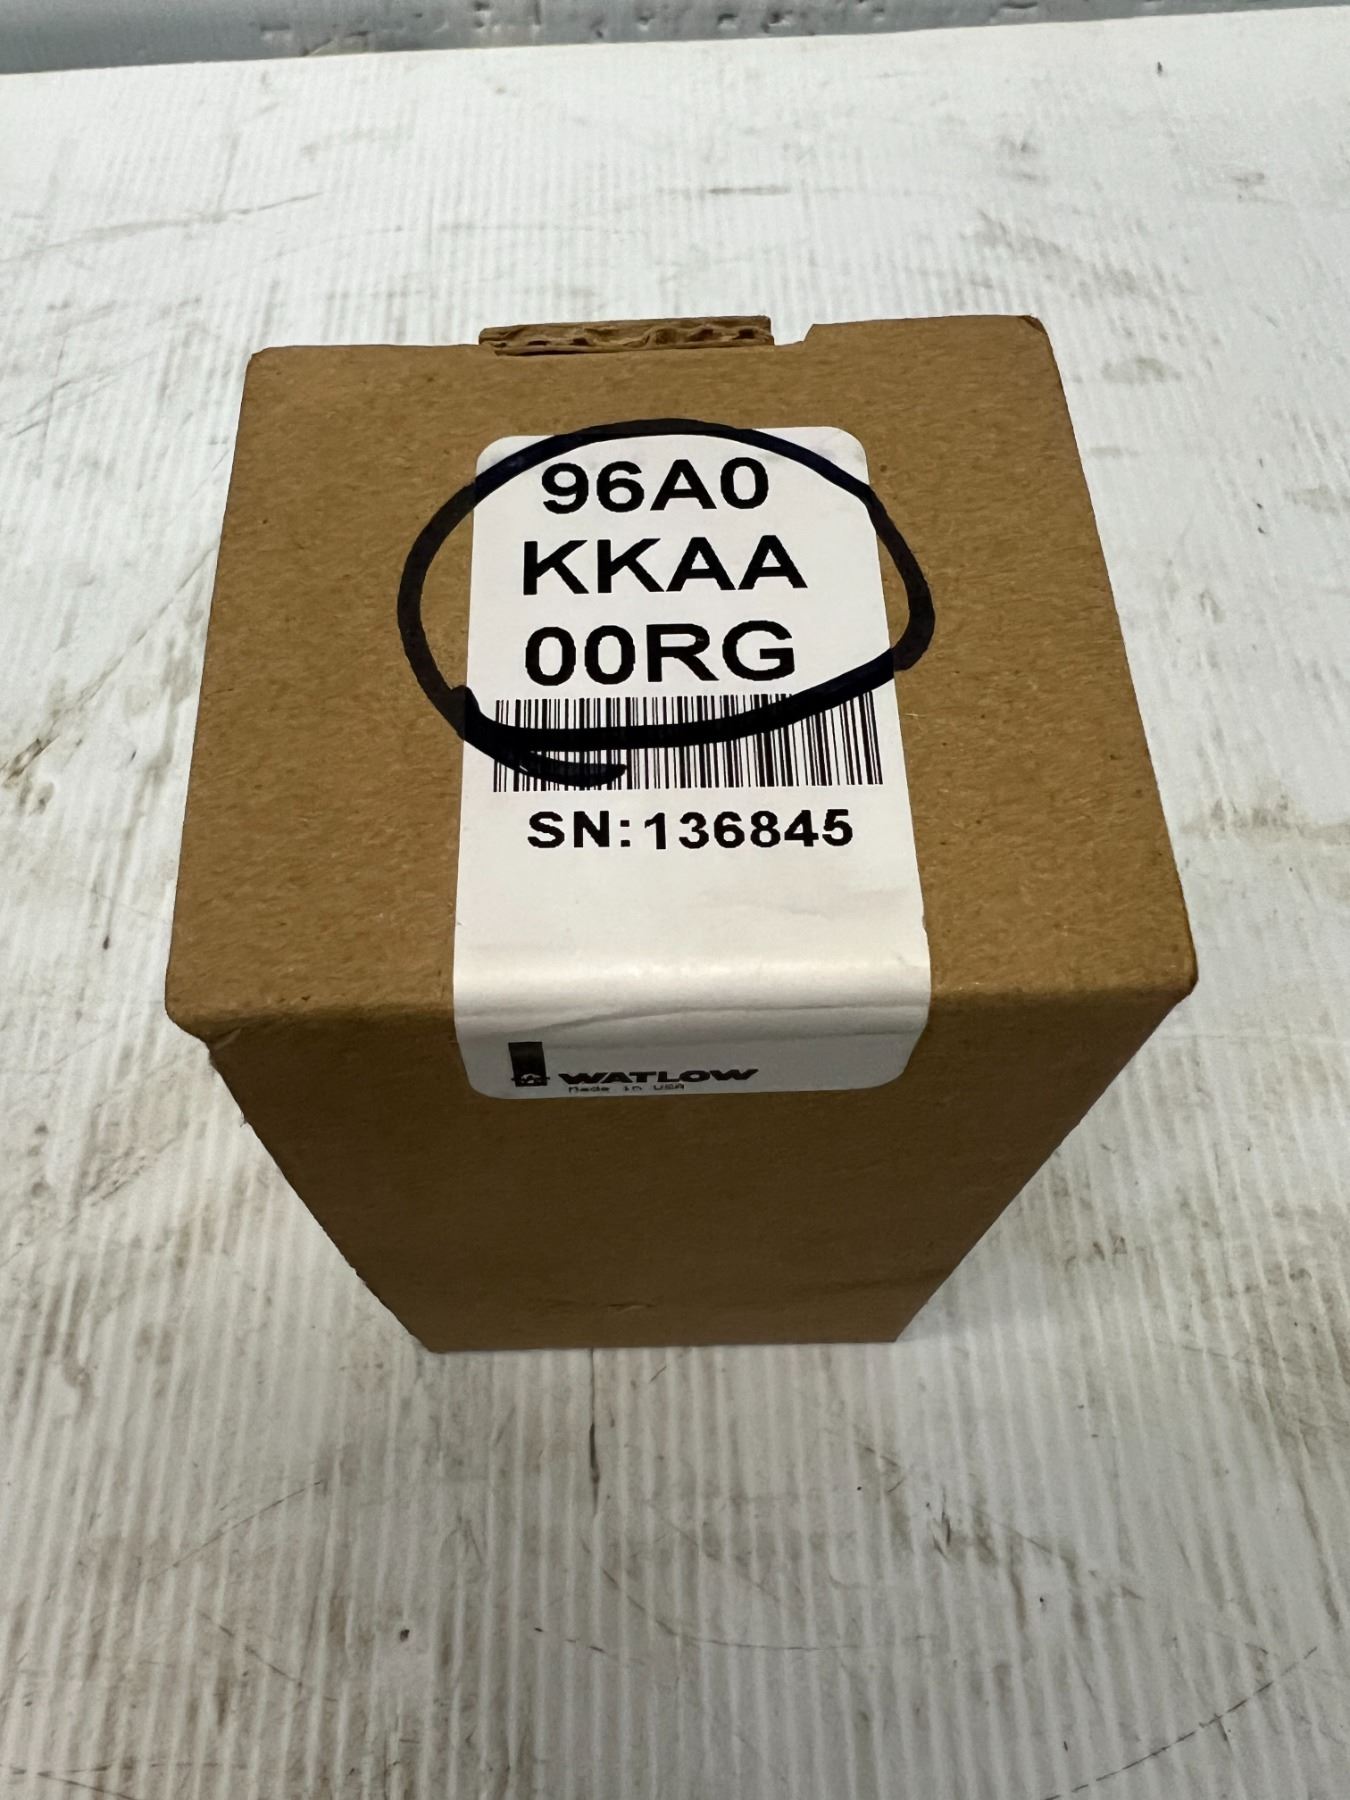 96A0
KKAA
00RG
SN:136845
WATLOW
Made in USA